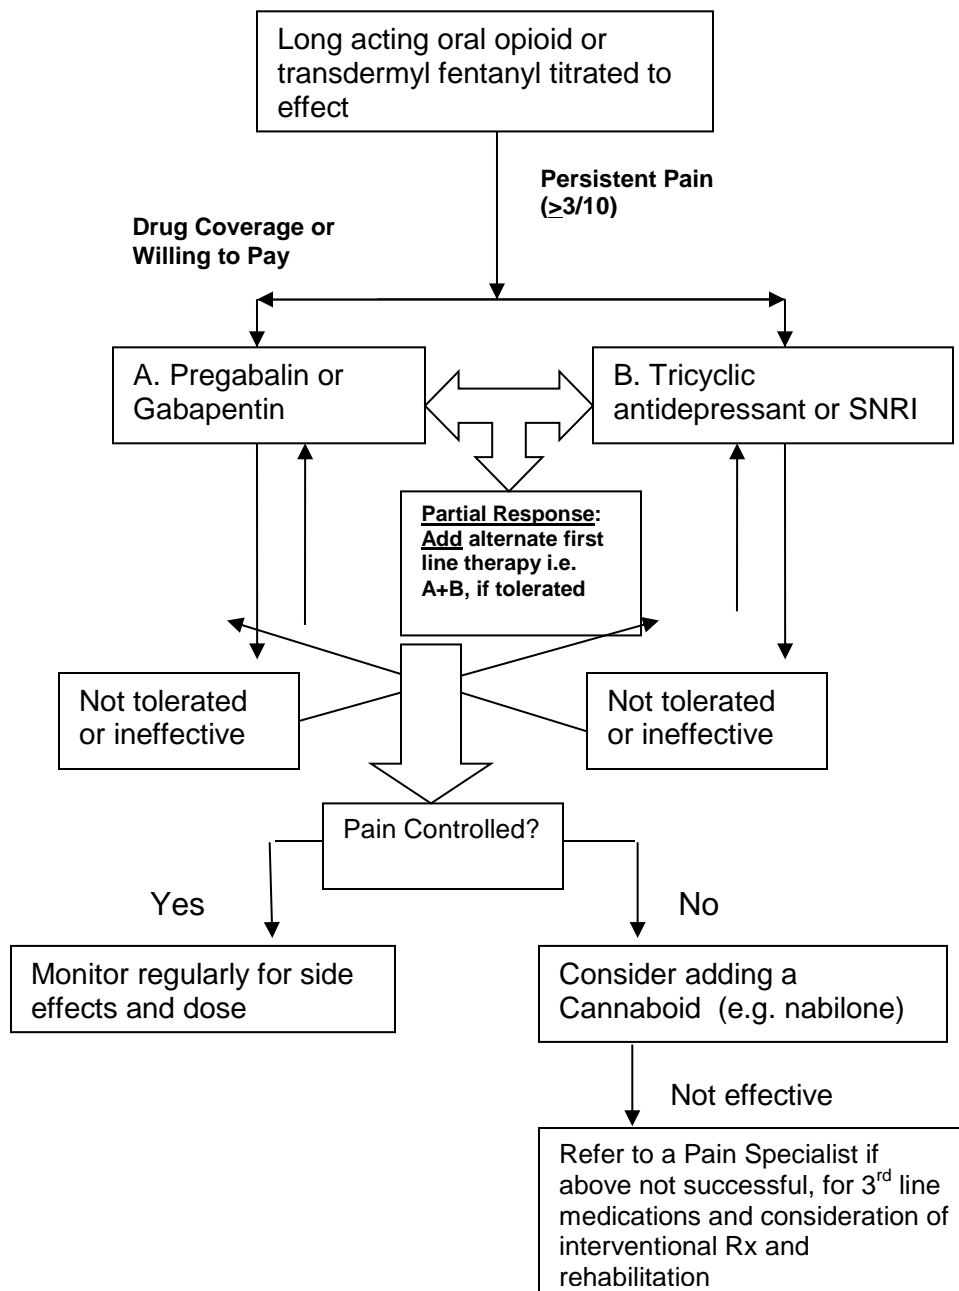 Long acting oral opioid or
transdermyl fentanyl titrated to
effect
Persistent Pain
(≥3/10)
Drug Coverage or
Willing to Pay
A. Pregabalin or
Gabapentin
B. Tricyclic
antidepressant or SNRI
Partial Response:
Add alternate first
line therapy i.e.
A+B, if tolerated
Not tolerated
or ineffective
Not tolerated
or ineffective
Pain Controlled?
Yes
No
Monitor regularly for side
effects and dose
Consider adding a
Cannaboid (e.g. nabilone)
Not effective
Refer to a Pain Specialist if
above not successful, for 3rd line
medications and consideration of
interventional Rx and
rehabilitation